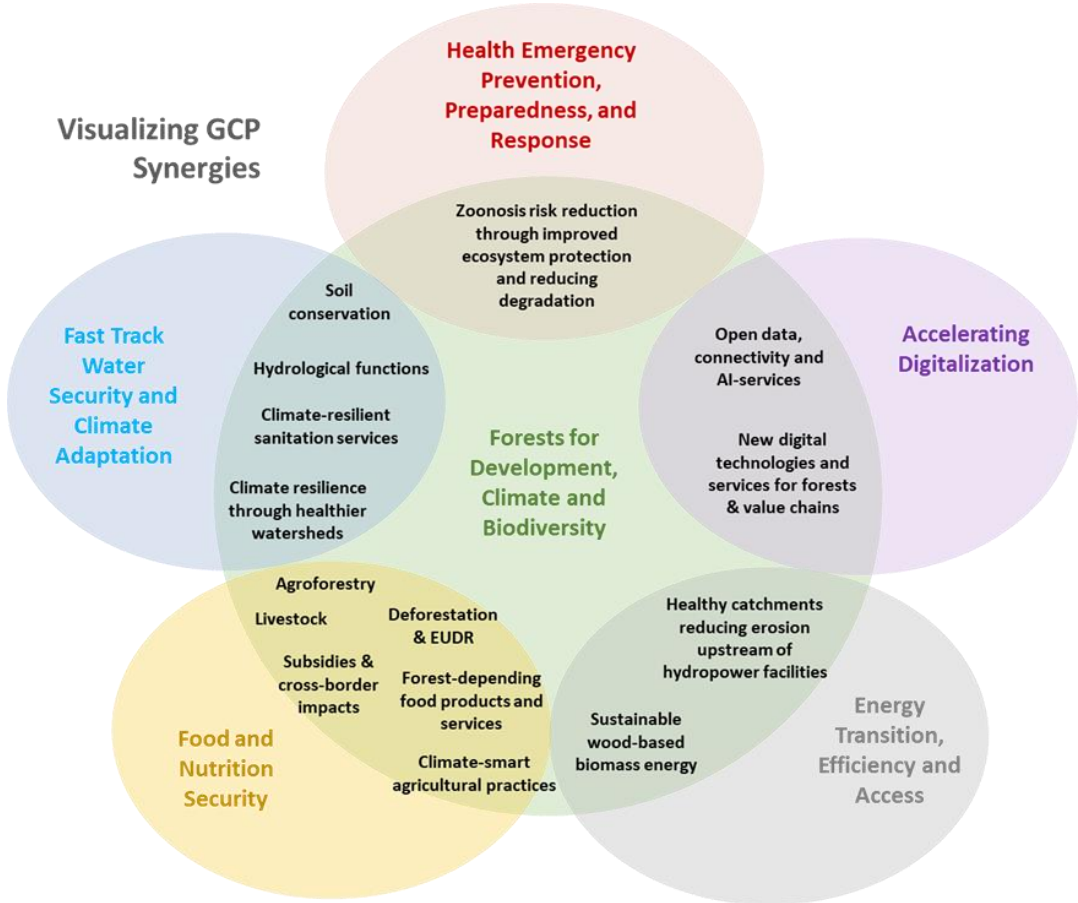 Visualizing GCP
Synergies
Health Emergency
Prevention,
Preparedness, and
Response
Zoonosis risk reduction
through improved
ecosystem protection
and reducing
degradation
Fast Track
Water
Security and
Climate
Adaptation
Soil
conservation
Hydrological functions
Climate-resilient
sanitation services
Climate resilience
through healthier
watersheds
Forests for
Development,
Climate and
Biodiversity
Open data,
connectivity and
AI-services
New digital
technologies and
services for forests
& value chains
Accelerating
Digitalization
Agroforestry
Livestock
Deforestation
& EUDR
Subsidies &
cross-border
impacts
Forest-depending
food products and
services
Climate-smart
agricultural practices
Food and
Nutrition
Security
Healthy catchments
reducing erosion
upstream of
hydropower facilities
Sustainable
wood-based
biomass energy
Energy
Transition,
Efficiency and
Access